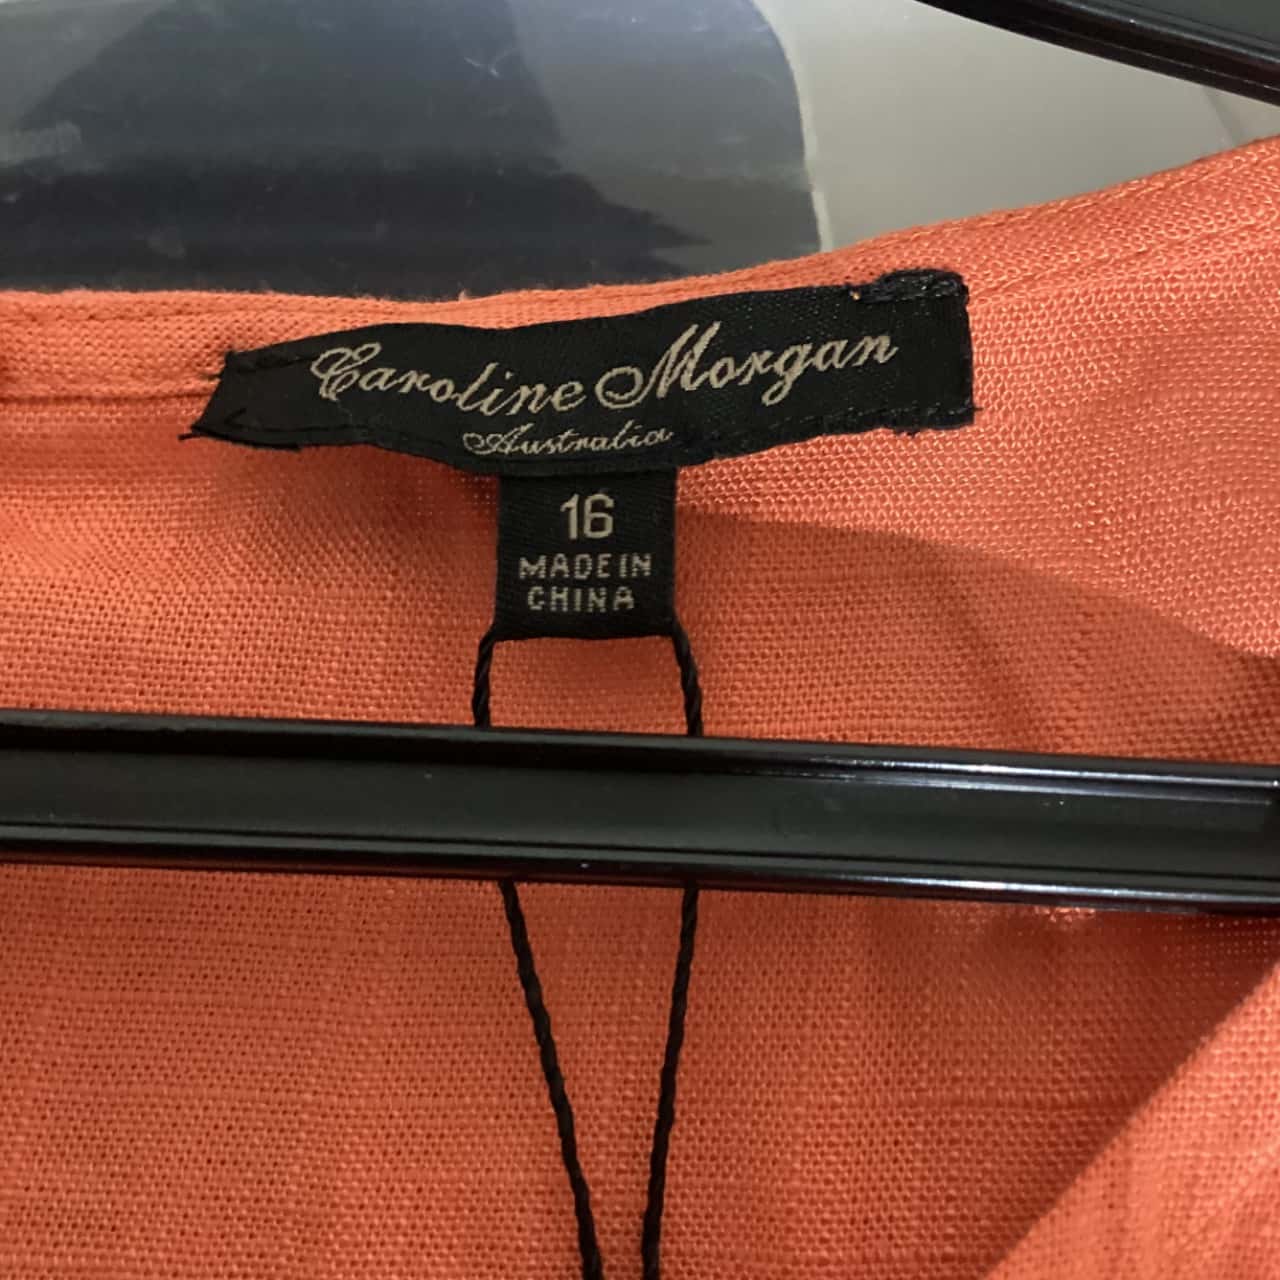 Caroline Morgan
Australia
16
MADE IN
CHINA